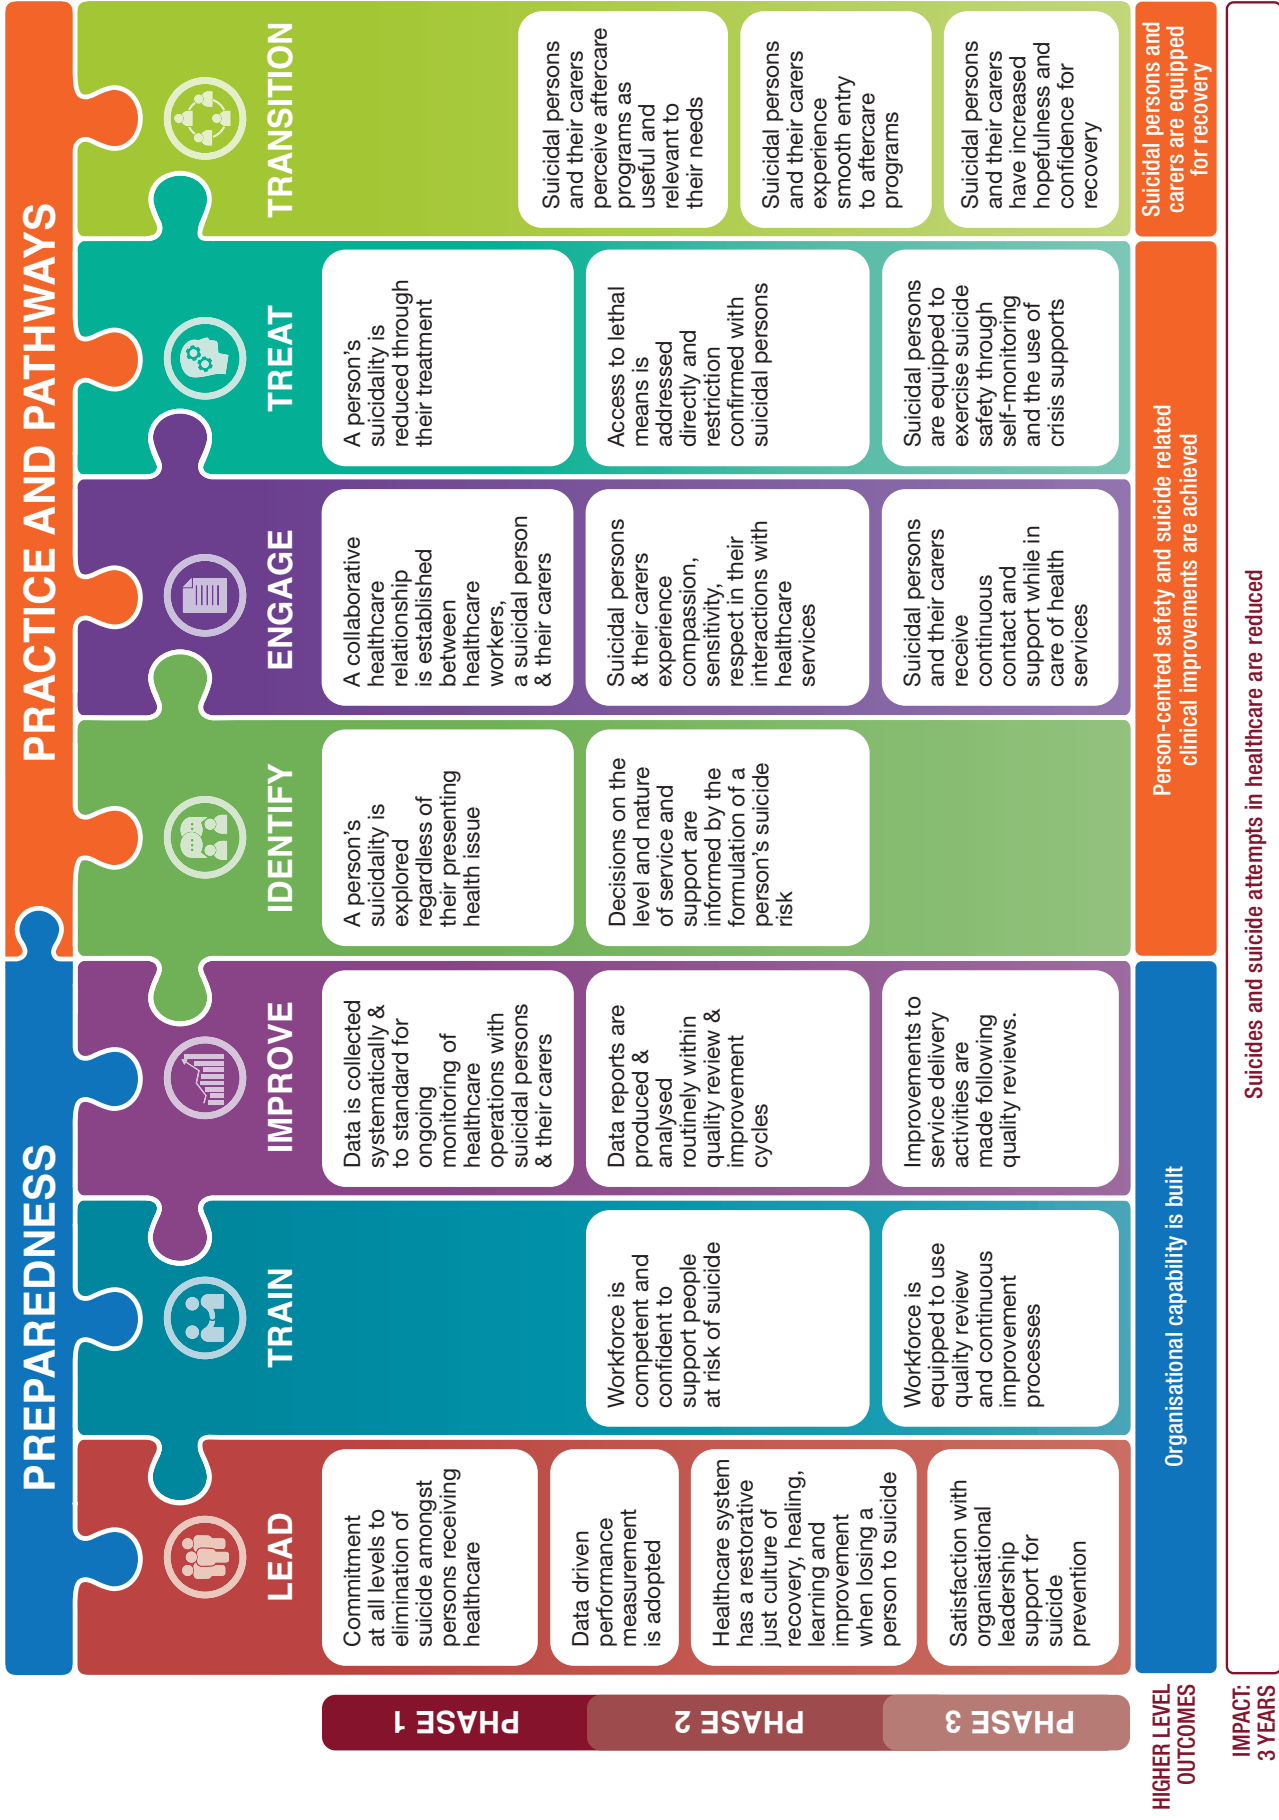 PREPAREDNESS
PRACTICE AND PATHWAYS
LEAD
TRAIN
IMPROVE
IDENTIFY
ENGAGE
TREAT
TRANSITION
PHASE 1
PHASE 2
PHASE 3
Commitment
at all levels to
elimination of
suicide amongst
persons receiving
healthcare
Data driven
performance
measurement
is adopted
Healthcare system
has a restorative
just culture of
recovery, healing,
learning and
improvement
when losing a
person to suicide
Satisfaction with
organisational
leadership
support for
suicide
prevention
Workforce is
competent and
confident to
support people
at risk of suicide
Workforce is
equipped to use
quality review
and continuous
improvement
processes
Data is collected
systematically &
to standard for
ongoing
monitoring of
healthcare
operations with
suicidal persons
& their carers
Data reports are
produced &
analysed
routinely within
quality review &
improvement
cycles
Improvements to
service delivery
activities are
made following
quality reviews.
A person's
suicidality is
explored
regardless of
their presenting
health issue
Decisions on the
level and nature
of service and
support are
informed by the
formulation of a
person's suicide
risk
A collaborative
healthcare
relationship
is established
between
healthcare
workers,
a suicidal person
& their carers
Suicidal persons
& their carers
experience
compassion,
sensitivity,
respect in their
interactions with
healthcare
services
Suicidal persons
and their carers
receive
continuous
contact and
support while in
care of health
services
A person's
suicidality is
reduced through
their treatment
Access to lethal
means is
addressed
directly and
restriction
confirmed with
suicidal persons
Suicidal persons
are equipped to
exercise suicide
safety through
self-monitoring
and the use of
crisis supports
Suicidal persons
and their carers
perceive aftercare
programs as
useful and
relevant to
their needs
Suicidal persons
and their carers
experience
smooth entry
to aftercare
programs
Suicidal persons
and their carers
have increased
hopefulness and
confidence for
recovery
HIGHER LEVEL
OUTCOMES
Organisational capability is built
Person-centred safety and suicide related
clinical improvements are achieved
Suicidal persons and
carers are equipped
for recovery
IMPACT:
3 YEARS
Suicides and suicide attempts in healthcare are reduced